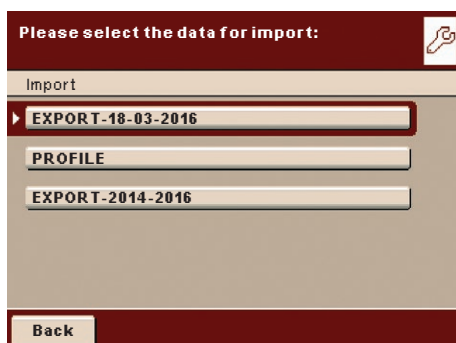 Please select the data for import:
Import
EXPORT-18-03-2016
PROFILE
EXPORT-2014-2016
Back